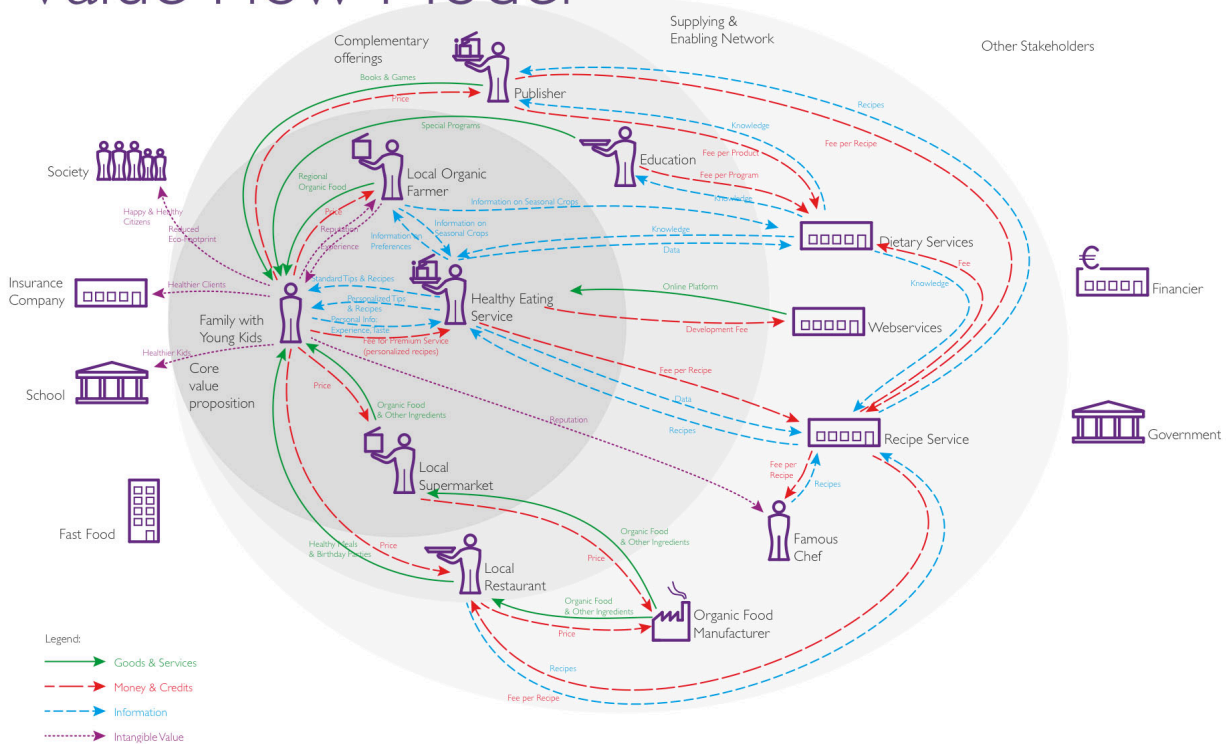 Value Flow Model
Supplying &
Enabling Network
Other Stakeholders
Complementary
offerings
Books & Games
Price
Publisher
Recipes
Knowledge
Fee per Recipe
Special Programs
Fee per Product
Education
Fee per Program
Knowledge
Society
Local Organic
Farmer
Regional
Organic Food
Price
Reputation
Experience
Information on Seasonal Crops
Information on
Seasonal Crops
Information on
Preferences
Happy & Healthy
Citizens
Reduced
Eco-Footprint
Knowledge
Data
Dietary Services
Fee
Knowledge
Insurance
Company
Healthier Clients
Standard Tips & Recipes
Personalized Tips
& Recipes
Personal Info:
Experience, Taste
Fee for Premium Service
(personalized recipes)
Healthy Eating
Service
Online Platform
Development Fee
Webservices
Financier
Family with
Young Kids
Healthier Kids
School
Core
value
proposition
Price
Organic Food
& Other Ingredients
Fee per Recipe
Data
Recipes
Reputation
Recipe Service
Government
Local
Supermarket
Fee per
Recipe
Recipes
Fast Food
Famous
Chef
Healthy Meals
& Birthday Parties
Price
Organic Food
& Other Ingredients
Price
Local
Restaurant
Organic Food
& Other Ingredients
Price
Organic Food
Manufacturer
Recipes
Fee per Recipe
Legend:
Goods & Services
Money & Credits
Information
Intangible Value